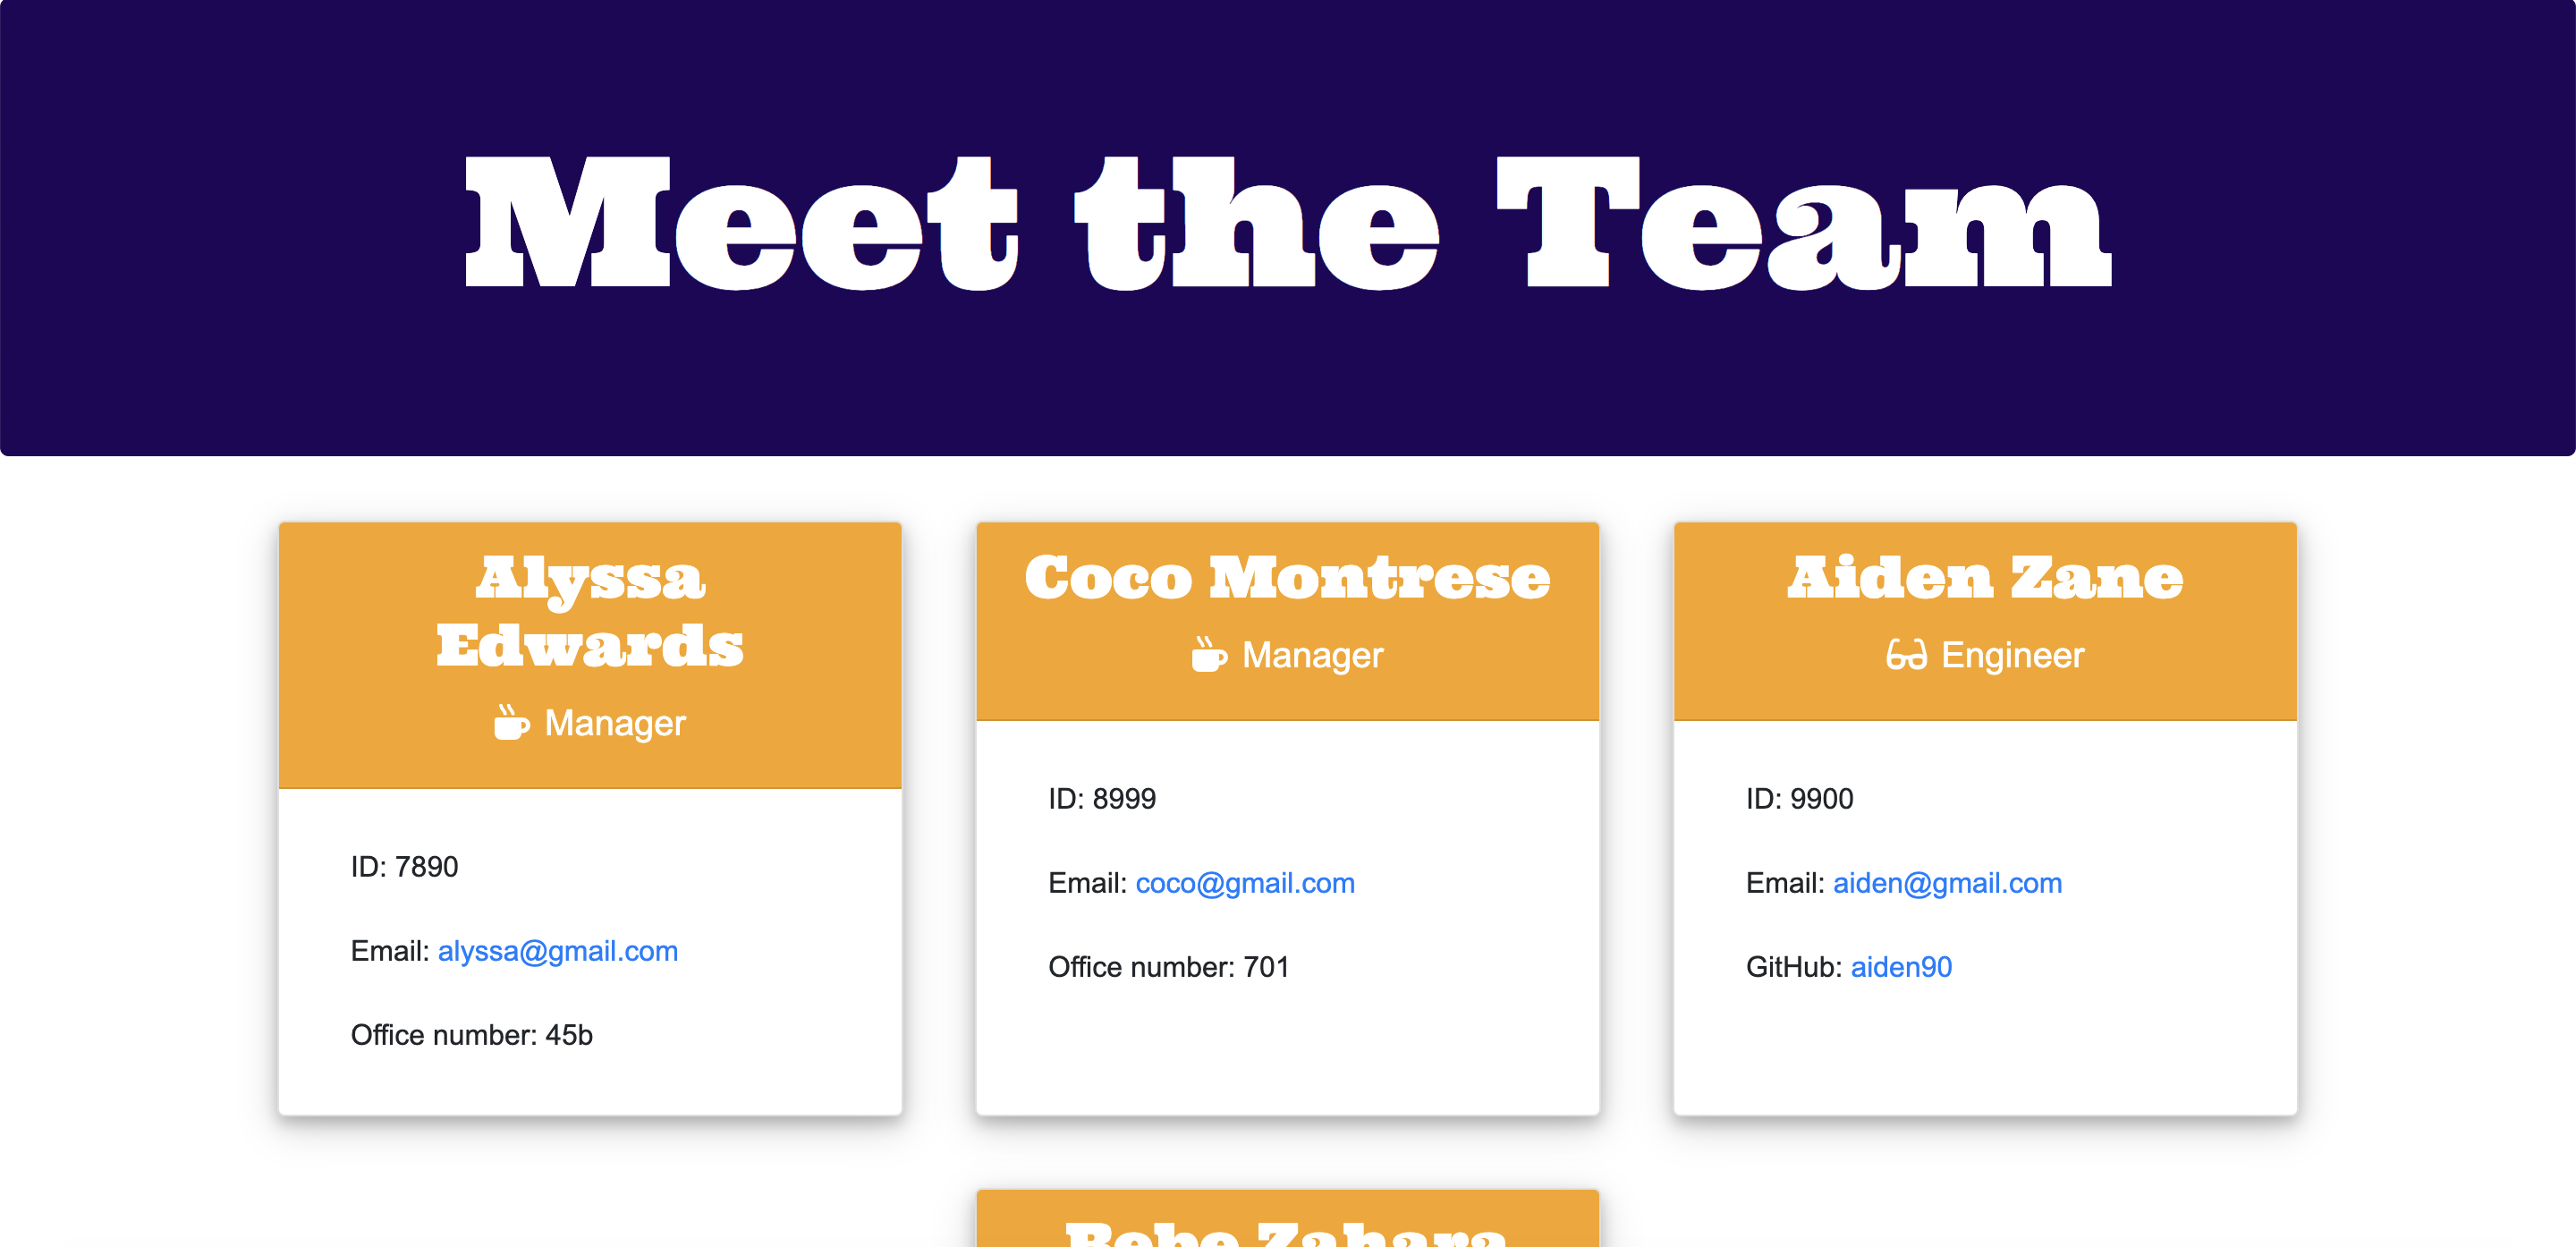 Meet the Team
Alyssa
Edwards
Manager
ID: 7890
Email: alyssa@gmail.com
Office number: 45b
Coco Montrese
Manager
ID: 8999
Email: coco@gmail.com
Office number: 701
Aiden Zane
Engineer
ID: 9900
Email: aiden@gmail.com
GitHub: aiden90
Bebe Zahara